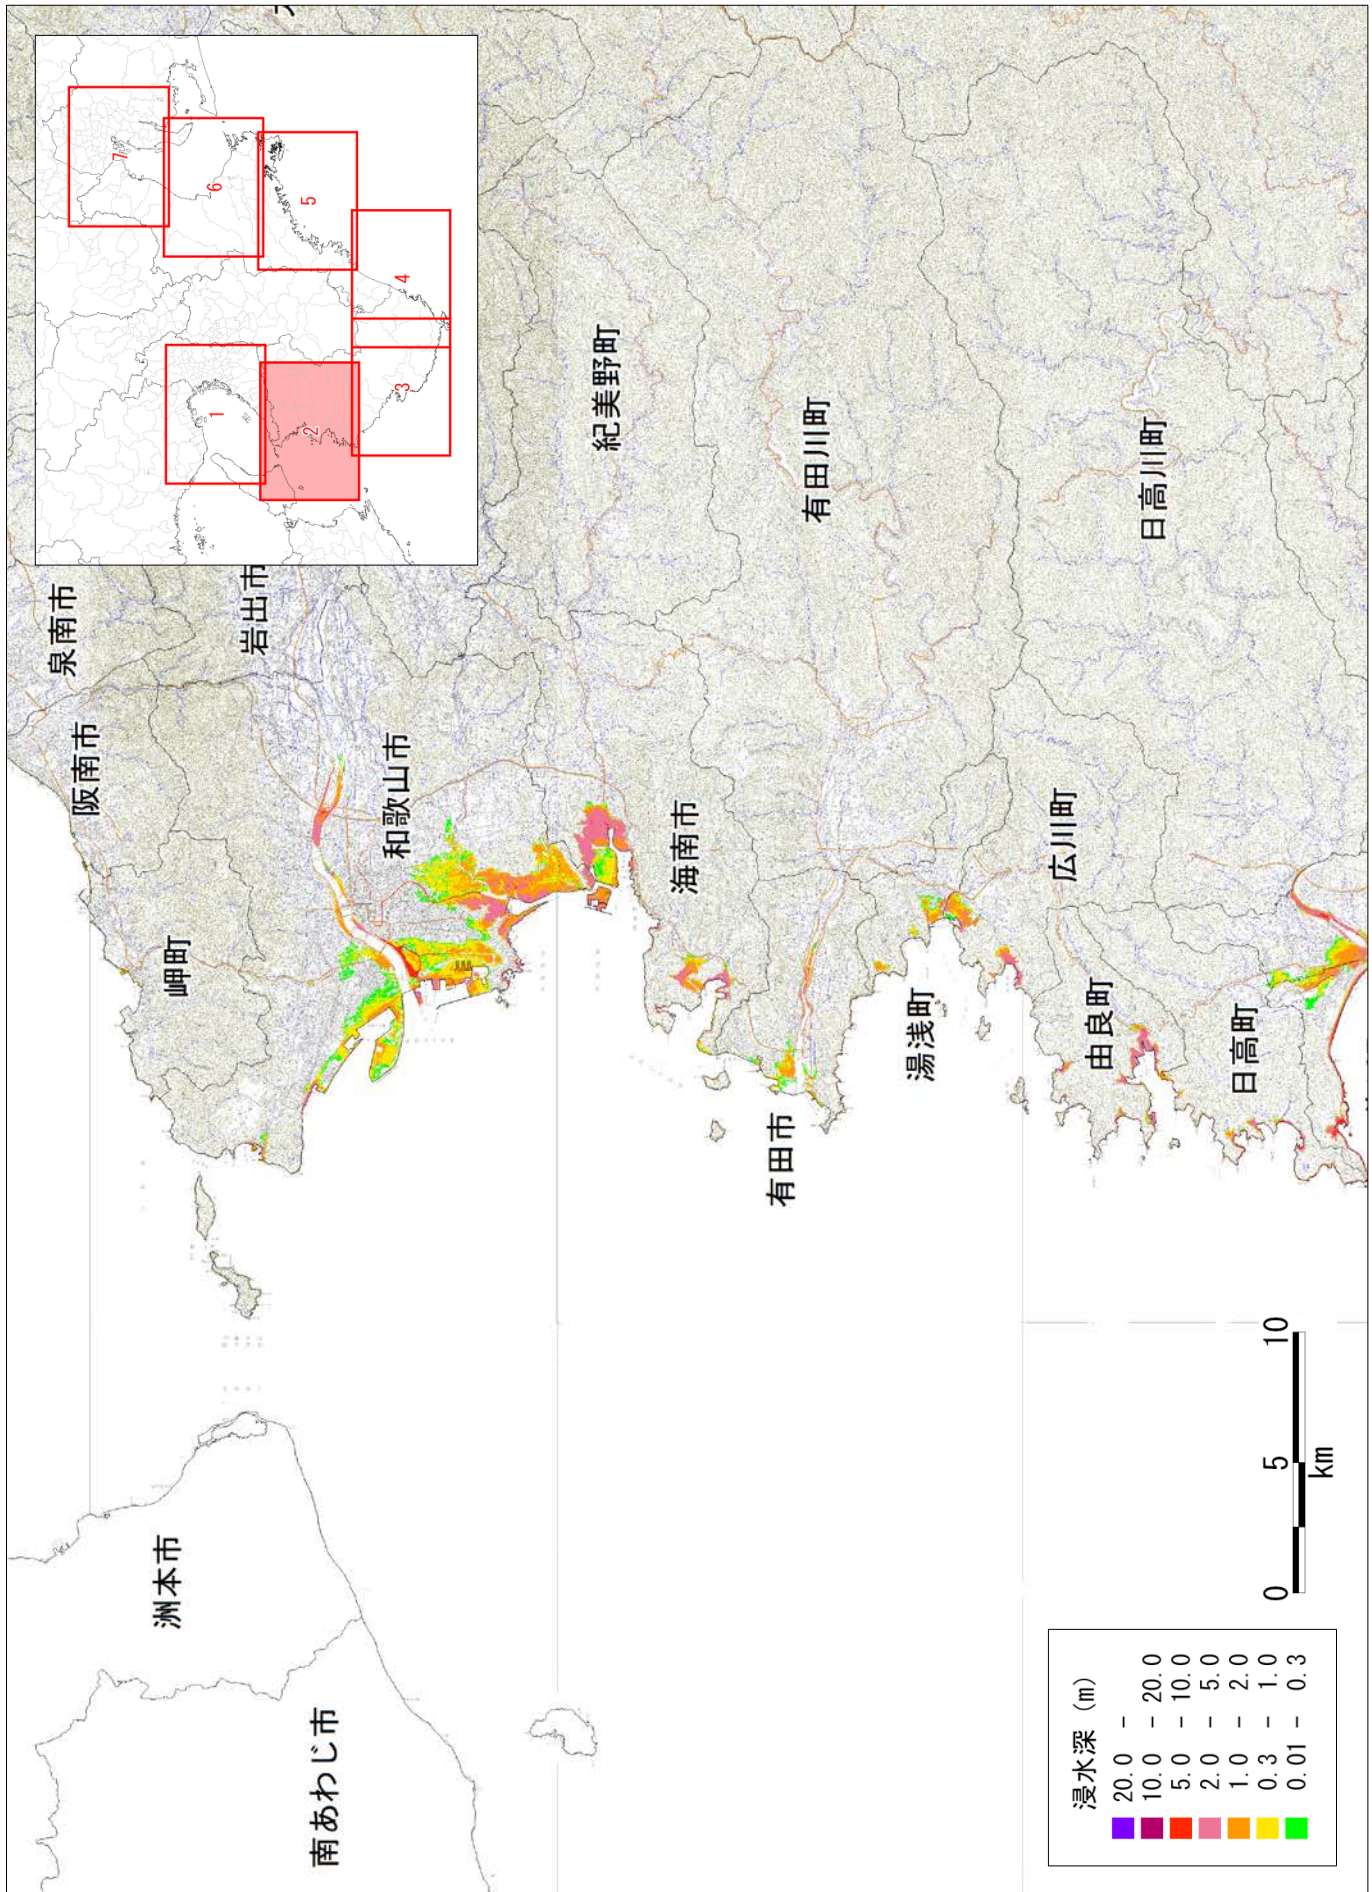 南あわじ市
洲本市
岬町
阪南市
泉南市
岩出市
和歌山市
紀美野町
海南市
有田市
有田川町
湯浅町
広川町
由良町
日高町
日高川町
1
2
3
4
5
6
7
浸水深 (m)
20.0 -
10.0 - 20.0
5.0 - 10.0
2.0 - 5.0
1.0 - 2.0
0.3 - 1.0
0.01 - 0.3
0 5 10
km